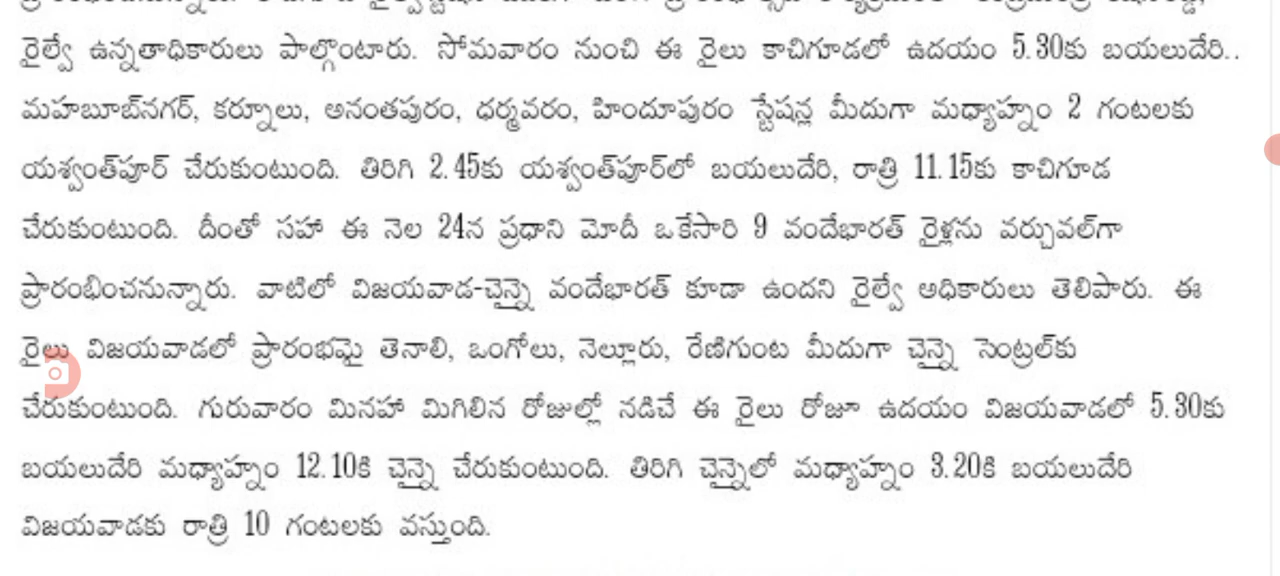 రైల్వే ఉన్నతాధికారులు పాల్గొంటారు. సోమవారం నుంచి ఈ రైలు కాచిగూడలో ఉదయం 5.30కు బయలుదేరి..
మహబూబ్‌నగర్, కర్నూలు, అనంతపురం, ధర్మవరం, హిందూపురం స్టేషన్ల మీదుగా మధ్యాహ్నం 2 గంటలకు
యశ్వంత్‌పూర్ చేరుకుంటుంది. తిరిగి 2.45కు యశ్వంత్‌పూర్‌లో బయలుదేరి, రాత్రి 11.15కు కాచిగూడ
చేరుకుంటుంది. దీంతో సహా ఈ నెల 24న ప్రధాని మోదీ ఒకేసారి 9 వందేభారత్ రైళ్లను వర్చువల్‌గా
ప్రారంభించనున్నారు. వాటిలో విజయవాడ-చెన్నై వందేభారత్ కూడా ఉందని రైల్వే అధికారులు తెలిపారు. ఈ
రైలు విజయవాడలో ప్రారంభమై తెనాలి, ఒంగోలు, నెల్లూరు, రేణిగుంట మీదుగా చెన్నై సెంట్రల్‌కు
చేరుకుంటుంది. గురువారం మినహా మిగిలిన రోజుల్లో నడిచే ఈ రైలు రోజూ ఉదయం విజయవాడలో 5.30కు
బయలుదేరి మధ్యాహ్నం 12.10కి చెన్నై చేరుకుంటుంది. తిరిగి చెన్నైలో మధ్యాహ్నం 3.20కి బయలుదేరి
విజయవాడకు రాత్రి 10 గంటలకు వస్తుంది.